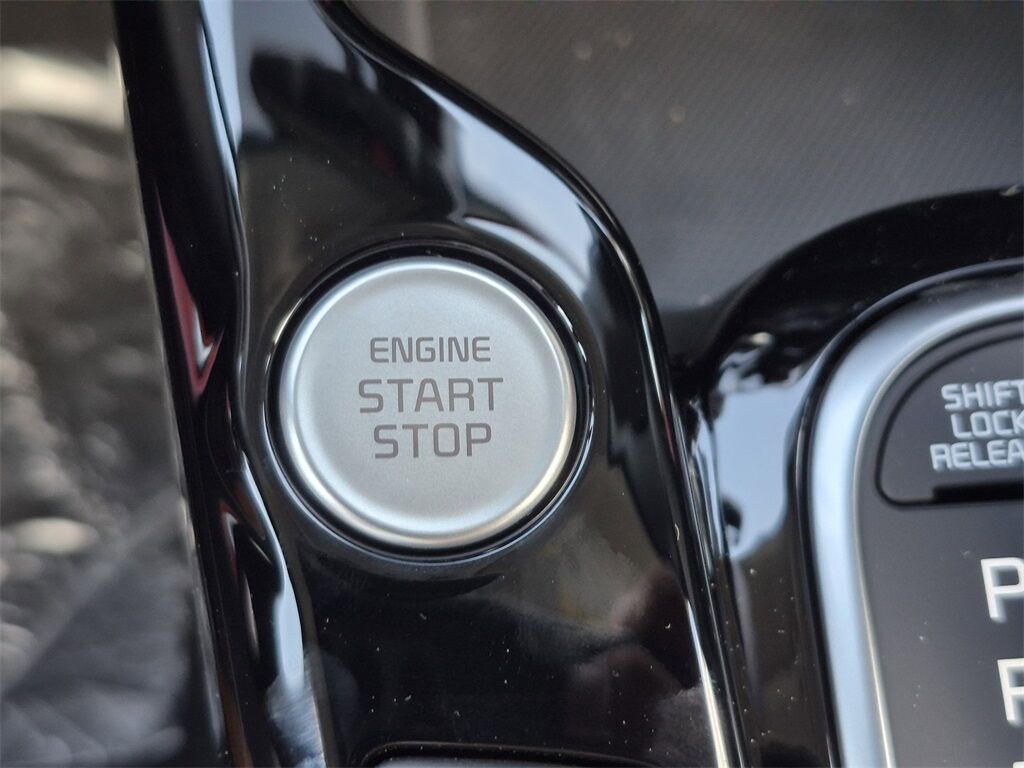 ENGINE
START
STOP
SHIFT
LOCK
P